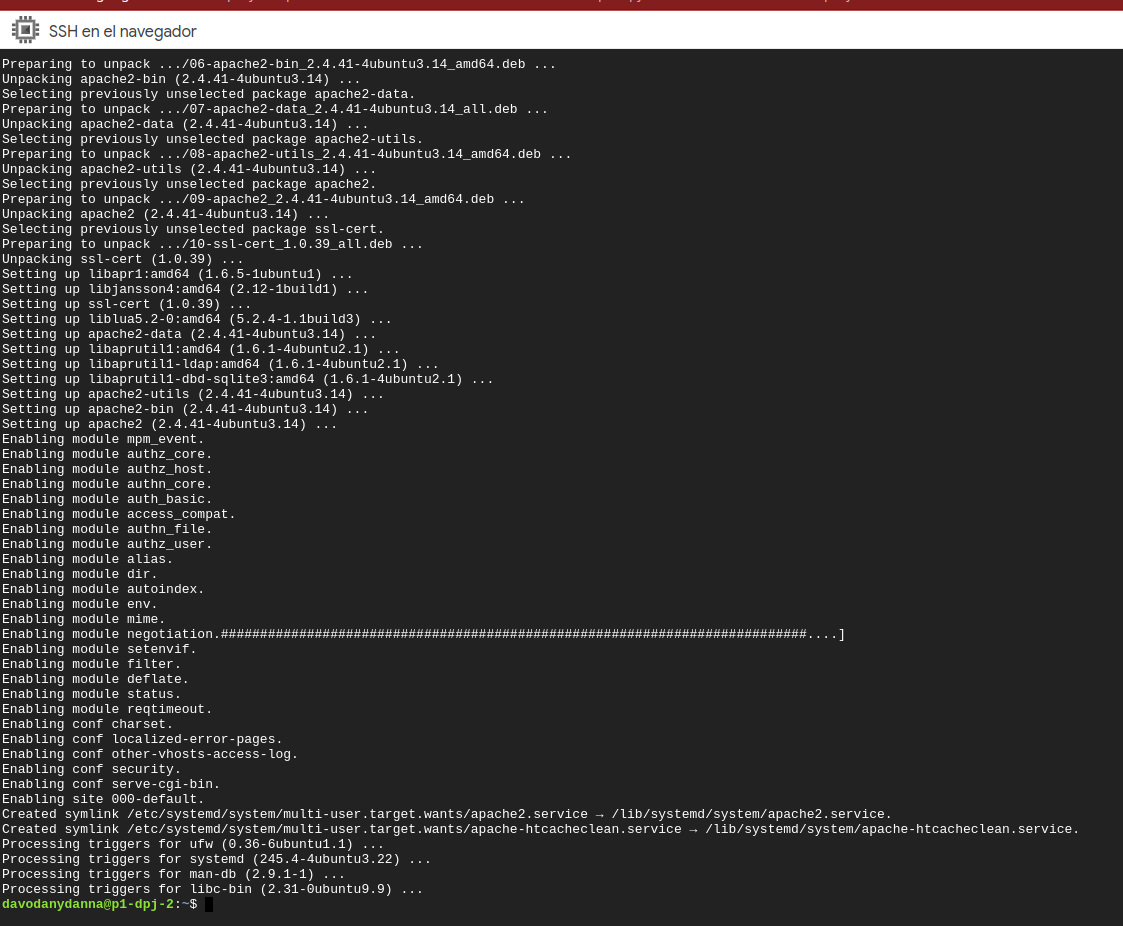 SSH en el navegador
Preparing to unpack .../06-apache2-bin_2.4.41-4ubuntu3.14_amd64.deb ...
Unpacking apache2-bin (2.4.41-4ubuntu3.14) ...
Selecting previously unselected package apache2-data.
Preparing to unpack .../07-apache2-data_2.4.41-4ubuntu3.14_all.deb ...
Unpacking apache2-data (2.4.41-4ubuntu3.14) ...
Selecting previously unselected package apache2-utils.
Preparing to unpack .../08-apache2-utils_2.4.41-4ubuntu3.14_amd64.deb ...
Unpacking apache2-utils (2.4.41-4ubuntu3.14) ...
Selecting previously unselected package apache2.
Preparing to unpack .../09-apache2_2.4.41-4ubuntu3.14_amd64.deb ...
Unpacking apache2 (2.4.41-4ubuntu3.14) ...
Selecting previously unselected package ssl-cert.
Preparing to unpack .../10-ssl-cert_1.0.39_all.deb ...
Unpacking ssl-cert (1.0.39) ...
Setting up libapr1:amd64 (1.6.5-1ubuntu1) ...
Setting up libjansson4:amd64 (2.12-1build1) ...
Setting up ssl-cert (1.0.39) ...
Setting up liblua5.2-0:amd64 (5.2.4-1.1build3) ...
Setting up apache2-data (2.4.41-4ubuntu3.14) ...
Setting up libaprutil1:amd64 (1.6.1-4ubuntu2.1) ...
Setting up libaprutil1-ldap:amd64 (1.6.1-4ubuntu2.1) ...
Setting up libaprutil1-dbd-sqlite3:amd64 (1.6.1-4ubuntu2.1) ...
Setting up apache2-utils (2.4.41-4ubuntu3.14) ...
Setting up apache2-bin (2.4.41-4ubuntu3.14) ...
Setting up apache2 (2.4.41-4ubuntu3.14) ...
Enabling module mpm_event.
Enabling module authz_core.
Enabling module authz_host.
Enabling module authn_core.
Enabling module auth_basic.
Enabling module access_compat.
Enabling module authn_file.
Enabling module authz_user.
Enabling module alias.
Enabling module dir.
Enabling module autoindex.
Enabling module env.
Enabling module mime.
Enabling module negotiation.###########################################################################....]
Enabling module setenvif.
Enabling module filter.
Enabling module deflate.
Enabling module status.
Enabling module reqtimeout.
Enabling conf charset.
Enabling conf localized-error-pages.
Enabling conf other-vhosts-access-log.
Enabling conf security.
Enabling conf serve-cgi-bin.
Enabling site 000-default.
Created symlink /etc/systemd/system/multi-user.target.wants/apache2.service → /lib/systemd/system/apache2.service.
Created symlink /etc/systemd/system/multi-user.target.wants/apache-htcacheclean.service → /lib/systemd/system/apache-htcacheclean.service.
Processing triggers for ufw (0.36-6ubuntu1.1) ...
Processing triggers for systemd (245.4-4ubuntu3.22) ...
Processing triggers for man-db (2.9.1-1) ...
Processing triggers for libc-bin (2.31-0ubuntu9.9) ...
davodanydanna@p1-dpj-2:~$